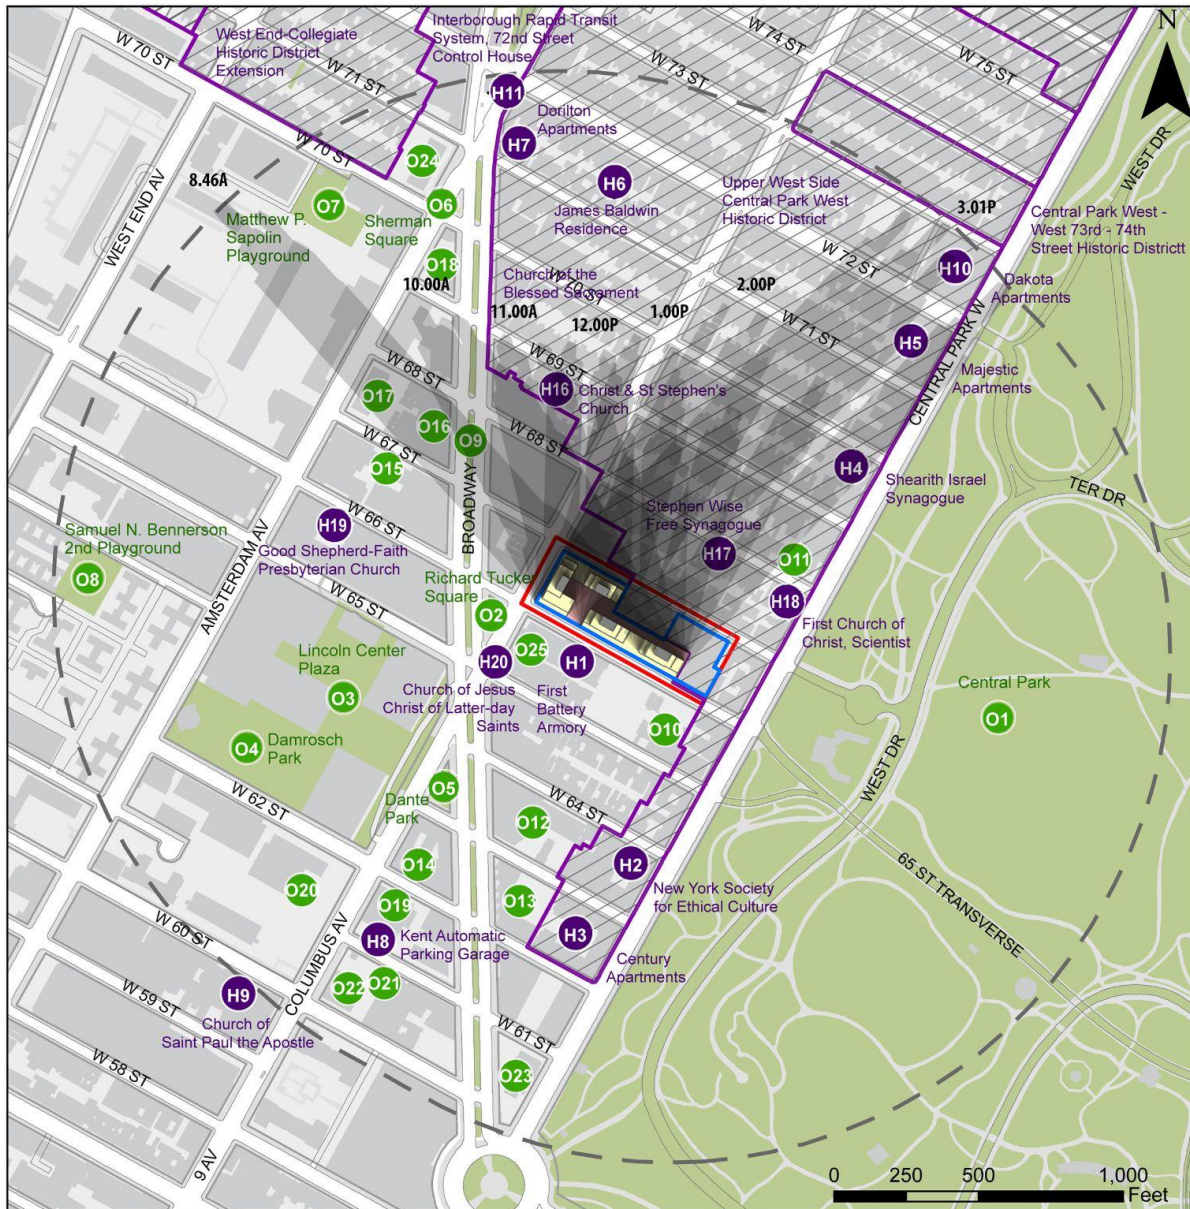 N
West End-Collegiate
Historic District
Extension
Interborough Rapid Transit
System, 72nd Street
Control House
W 70 ST
W 71 ST
W 74 ST
W 73 ST
W 75 ST
H11
Dorilton
Apartments
H7
WEST DR
W 70 ST
O24
8.46A
H6
James Baldwin
Residence
Upper West Side
Central Park West
Historic District
3.01P
Central Park West -
West 73rd - 74th
Street Historic Districtt
WEST END AV
O7
O6
Matthew P.
Sapolin
Playground
Sherman
Square
O18
W 72 ST
H10
Dakota
Apartments
10.00A
Church of the
Blessed Sacrament
W 70 ST
2.00P
11.00A
12.00P
1.00P
W 71 ST
CENTRAL PARK W
H5
Majestic
Apartments
W 68 ST
W 69 ST
H16
Christ & St Stephen's
Church
O17
O16
O9
W 68 ST
W 67 ST
O15
H4
Shearith Israel
Synagogue
TER DR
BROADWAY
W 66 ST
H19
Good Shepherd-Faith
Presbyterian Church
Stephen Wise
Free Synagogue
H17
O11
Samuel N. Bennerson
2nd Playground
O8
AMSTERDAM AV
W 65 ST
Richard Tucker
Square
O2
H18
First Church of
Christ, Scientist
O25
H20
H1
Lincoln Center
Plaza
O3
Church of Jesus
Christ of Latter-day
Saints
First
Battery
Armory
Central Park
O1
O10
O4
Damrosch
Park
WEST DR
O5
Dante
Park
W 62 ST
W 64 ST
O12
O14
H2
New York Society
for Ethical Culture
65 ST TRANSVERSE
O20
O19
O13
W 60 ST
H8
Kent Automatic
Parking Garage
H3
Century
Apartments
COLUMBUS AV
O22
O21
H9
Church of
Saint Paul the Apostle
W 59 ST
W 61 ST
W 58 ST
O23
9 AV
0 250 500 1,000
Feet